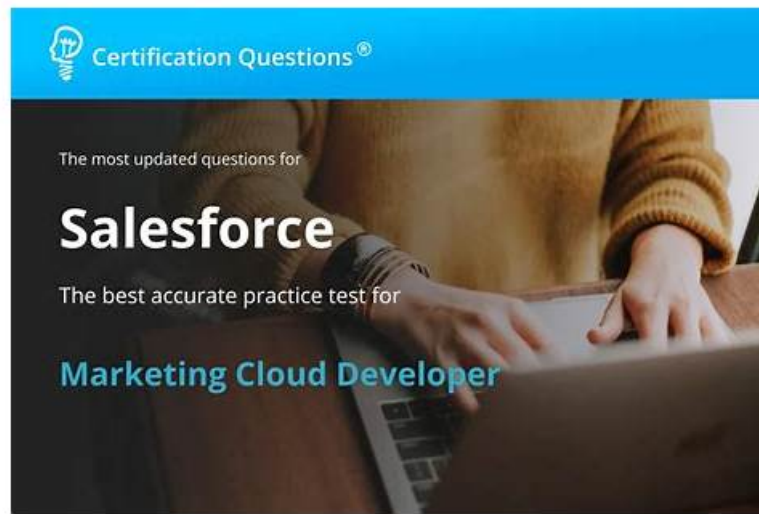 Certification Questions®
The most updated questions for
Salesforce
The best accurate practice test for
Marketing Cloud Developer